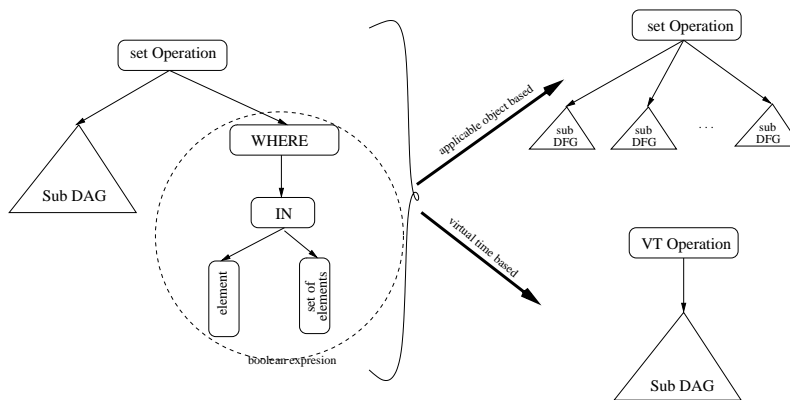 set Operation
WHERE
Sub DAG
IN
element
set of
elements
boolean expresion
applicable object based
virtual time based
set Operation
sub
DFG
sub
DFG
. . .
sub
DFG
VT Operation
Sub DAG